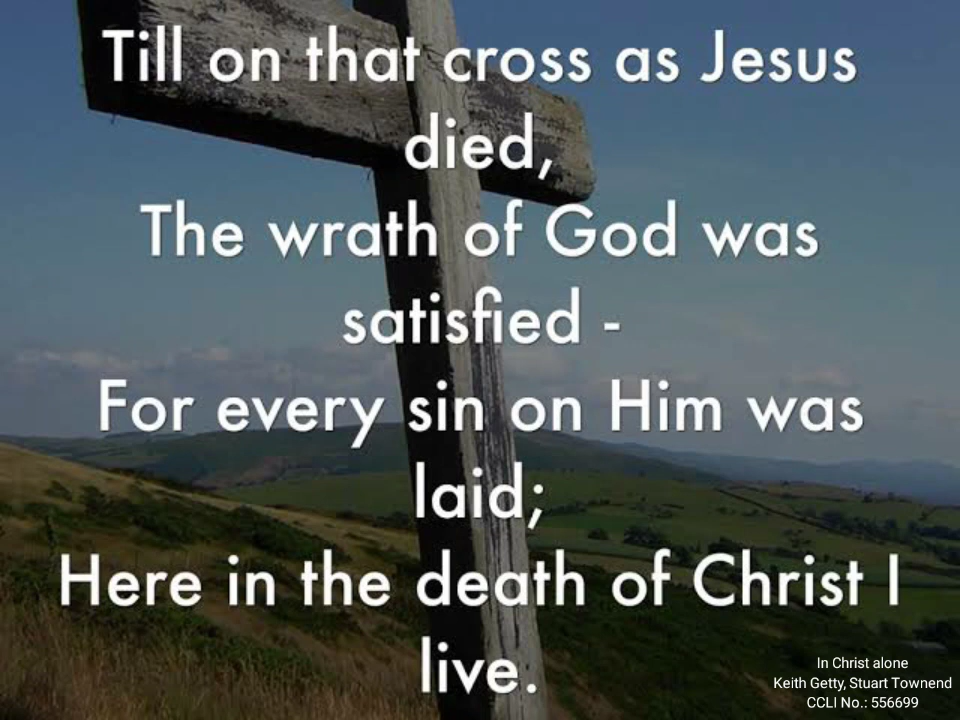 Till on that cross as Jesus
died,
The wrath of God was
satisfied -
For every sin on Him was
laid;
Here in the death of Christ I
live.
In Christ alone
Keith Getty, Stuart Townend
CCLI No.: 556699